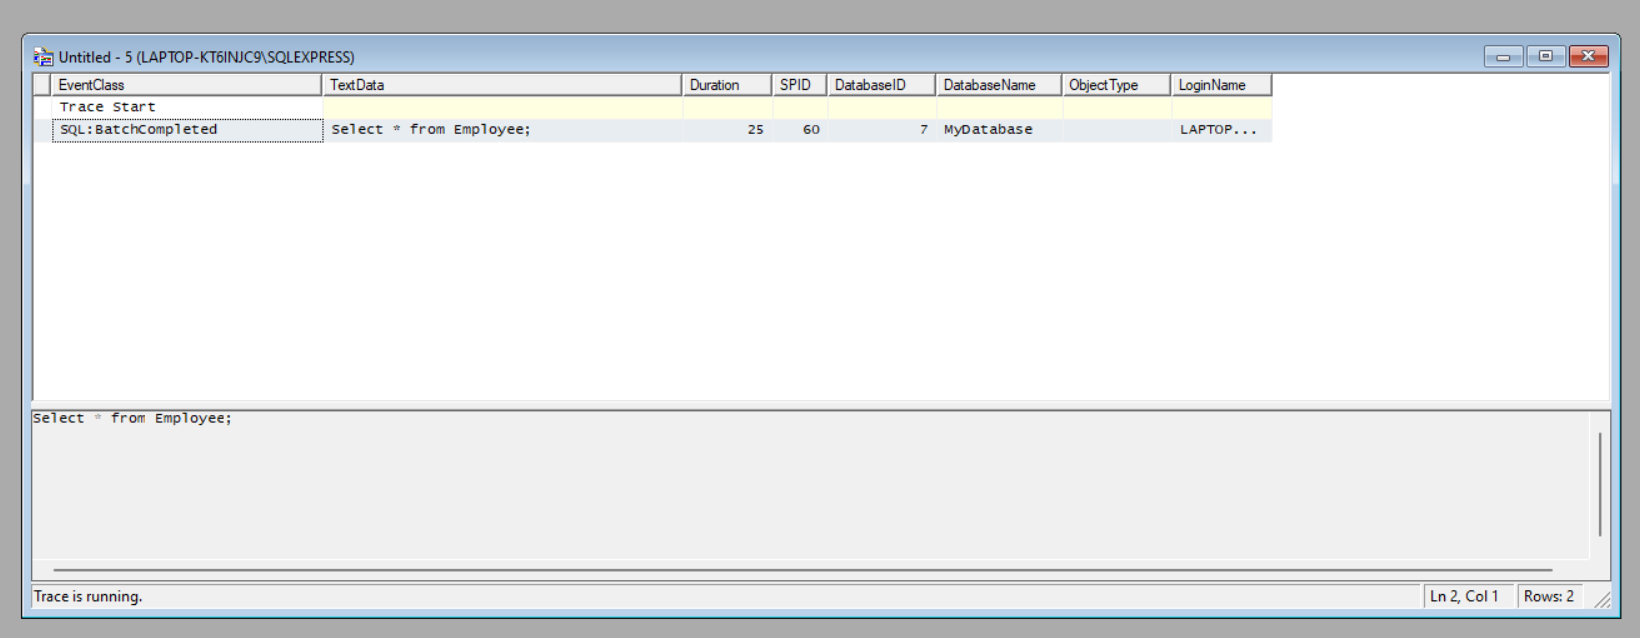 Untitled - 5 (LAPTOP-KT6INJC9\SQLEXPRESS)
EventClass TextData Duration SPID DatabaseID DatabaseName ObjectType LoginName
Trace Start
SQL:BatchCompleted Select * from Employee; 25 60 7 MyDatabase LAPTOP...
Select * from Employee;
Trace is running. Ln 2, Col 1 Rows: 2